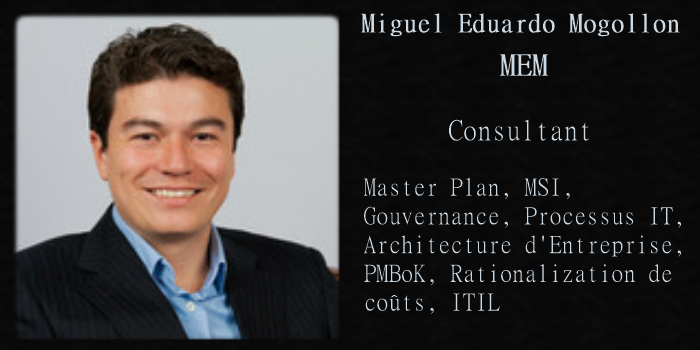 Miguel Eduardo Mogollon
MEM
Consultant
Master Plan, MSI,
Gouvernance, Processus IT,
Architecture d'Entreprise,
PMBoK, Rationalization de
coûts, ITIL